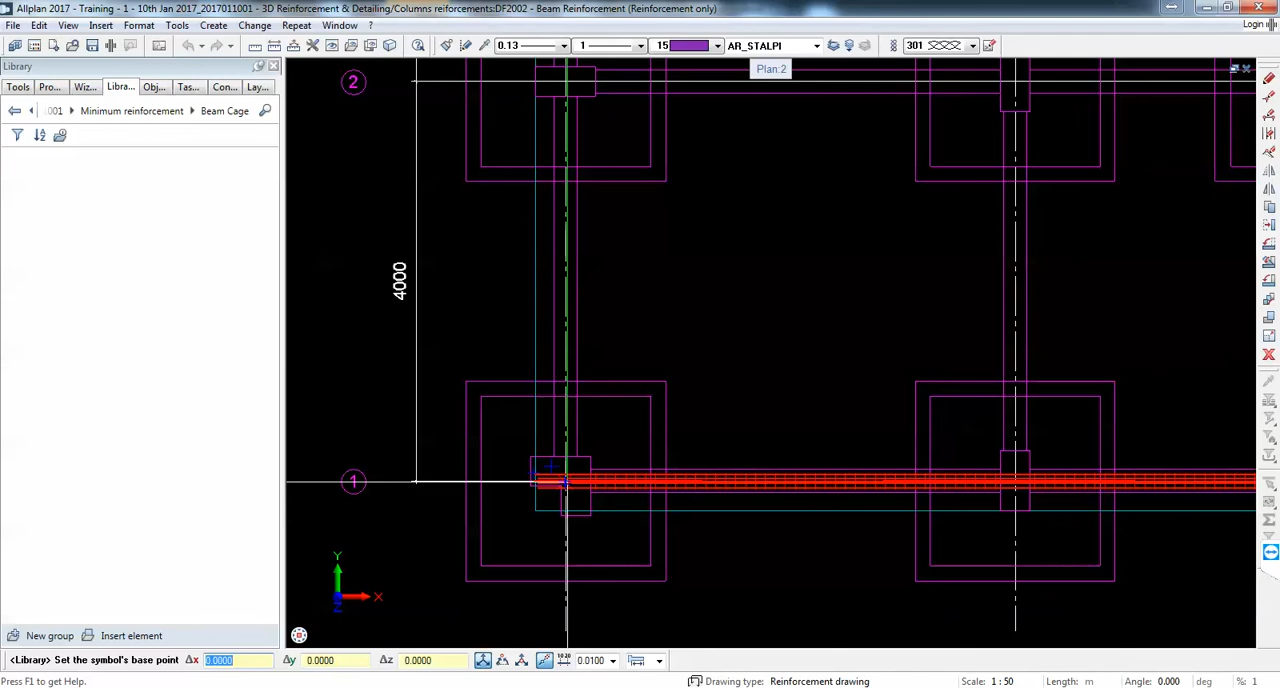 Allplan 2017 - Training - 1 - 10th Jan 2017_2017011001 - 3D Reinforcement & Detailing/Columns reiforcements:DF2002 - Beam Reinforcement (Reinforcement only)
File Edit View Insert Format Tools Create Change Repeat Window ?
Login
0.13 1 15 AR_STALPI 301
Library
Plan:2
Tools Pro... Wiz... Libra... Obj... Tas... Con... Lay...
.001 Minimum reinforcement Beam Cage
2
4000
1
Y
X
Z
New group Insert element
<Library> Set the symbol's base point Δx 0.0000 Δy 0.0000 Δz 0.0000 0.0100
Press F1 to get Help.
Drawing type: Reinforcement drawing Scale: 1 : 50 Length: m Angle: 0.000 deg %: 1